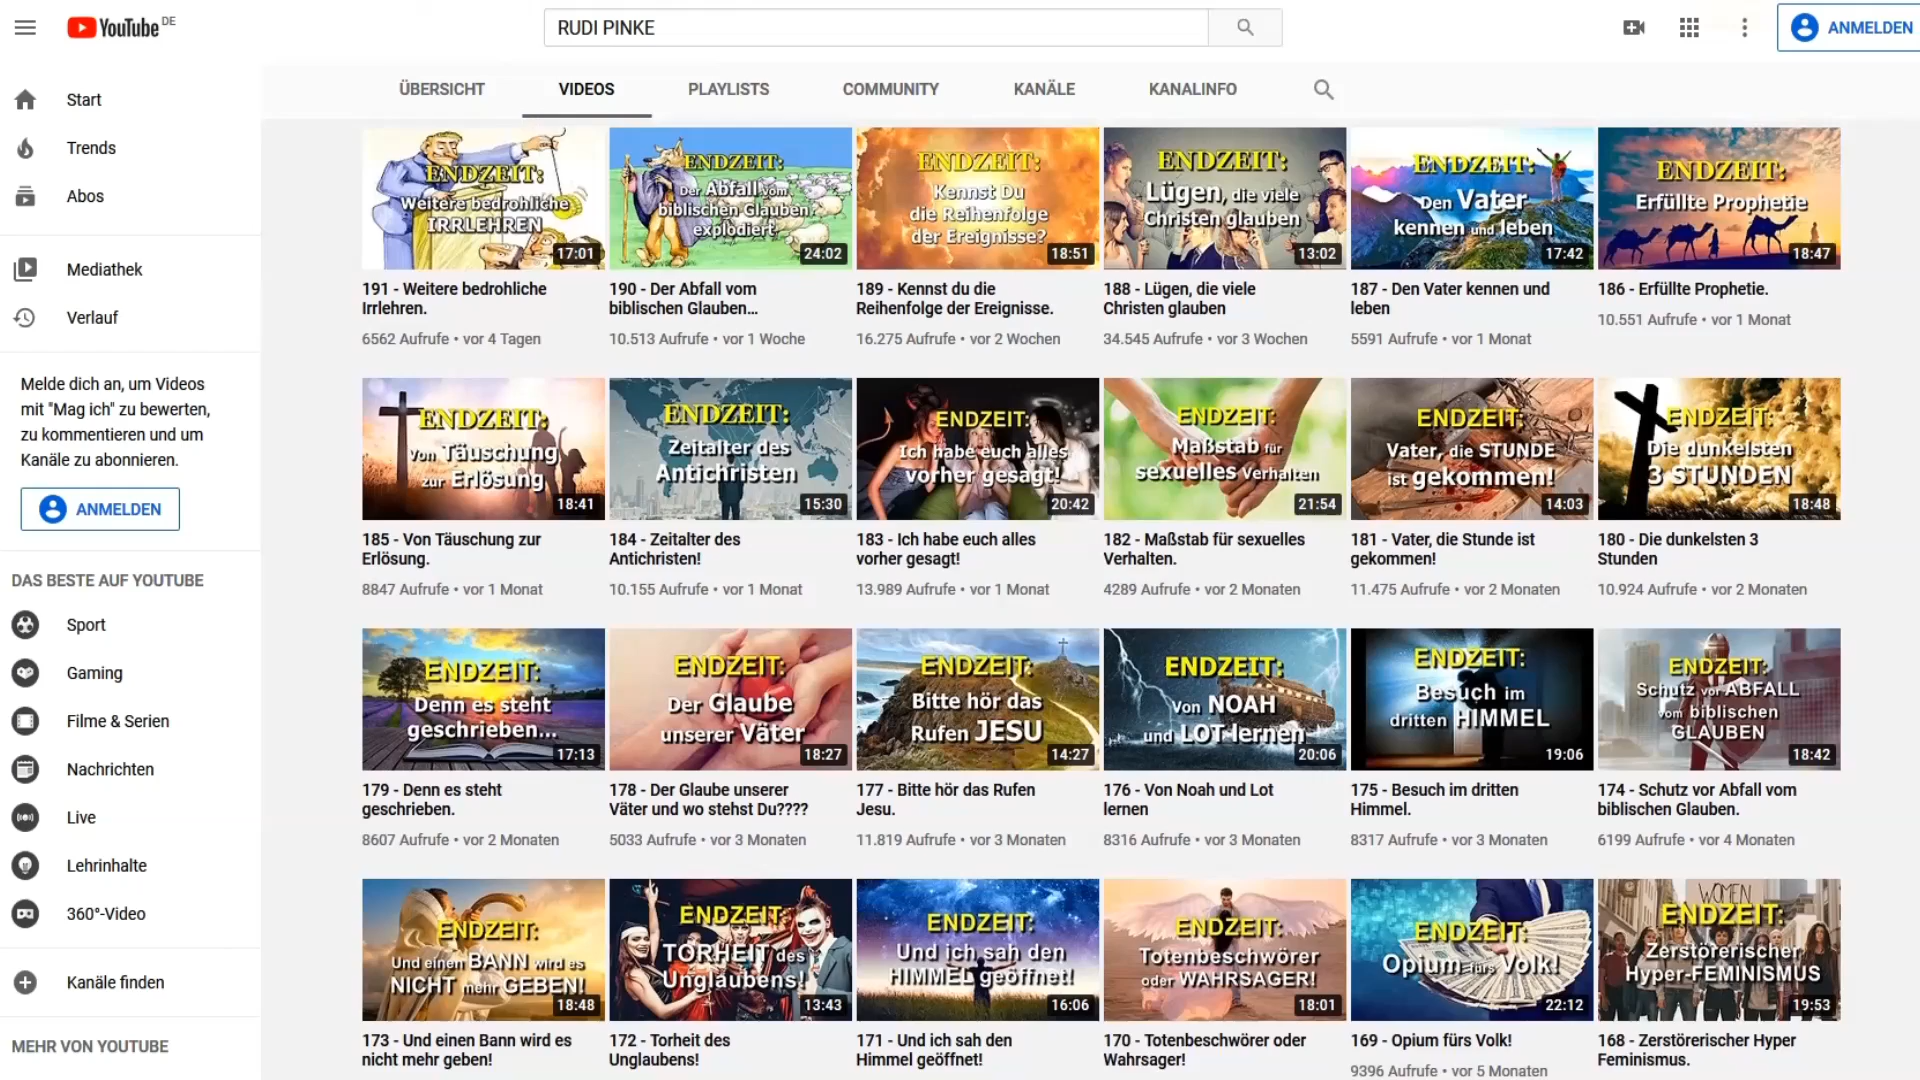 YouTube DE
RUDI PINKE
ANMELDEN
Start
Trends
Abos
Mediathek
Verlauf
Melde dich an, um Videos
mit "Mag ich" zu bewerten,
zu kommentieren und um
Kanäle zu abonnieren.
ANMELDEN
DAS BESTE AUF YOUTUBE
Sport
Gaming
Filme & Serien
Nachrichten
Live
Lehrinhalte
360°-Video
Kanäle finden
MEHR VON YOUTUBE
ÜBERSICHT
VIDEOS
PLAYLISTS
COMMUNITY
KANÄLE
KANALINFO
ENDZEIT:
Weitere bedrohliche
IRRLEHREN
17:01
191 - Weitere bedrohliche
Irrlehren.
6562 Aufrufe • vor 4 Tagen
ENDZEIT:
Der Abfall vom
biblischen Glauben
explodiert
24:02
190 - Der Abfall vom
biblischen Glauben...
10.513 Aufrufe • vor 1 Woche
ENDZEIT:
Kennst Du
die Reihenfolge
der Ereignisse?
18:51
189 - Kennst du die
Reihenfolge der Ereignisse.
16.275 Aufrufe • vor 2 Wochen
ENDZEIT:
Lügen, die viele
Christen glauben
13:02
188 - Lügen, die viele
Christen glauben
34.545 Aufrufe • vor 3 Wochen
ENDZEIT:
Den Vater
kennen und leben
17:42
187 - Den Vater kennen und
leben
5591 Aufrufe • vor 1 Monat
ENDZEIT:
Erfüllte Prophetie
18:47
186 - Erfüllte Prophetie.
10.551 Aufrufe • vor 1 Monat
ENDZEIT:
Von Täuschung
zur Erlösung
18:41
185 - Von Täuschung zur
Erlösung.
8847 Aufrufe • vor 1 Monat
ENDZEIT:
Zeitalter des
Antichristen
15:30
184 - Zeitalter des
Antichristen!
10.155 Aufrufe • vor 1 Monat
ENDZEIT:
Ich habe euch alles
vorher gesagt!
20:42
183 - Ich habe euch alles
vorher gesagt!
13.989 Aufrufe • vor 1 Monat
ENDZEIT:
Maßstab für
sexuelles Verhalten
21:54
182 - Maßstab für sexuelles
Verhalten.
4289 Aufrufe • vor 2 Monaten
ENDZEIT:
Vater, die STUNDE
ist gekommen!
14:03
181 - Vater, die Stunde ist
gekommen!
11.475 Aufrufe • vor 2 Monaten
ENDZEIT:
Die dunkelsten
3 STUNDEN
18:48
180 - Die dunkelsten 3
Stunden
10.924 Aufrufe • vor 2 Monaten
ENDZEIT:
Denn es steht
geschrieben...
17:13
179 - Denn es steht
geschrieben.
8607 Aufrufe • vor 2 Monaten
ENDZEIT:
Der Glaube
unserer Väter
18:27
178 - Der Glaube unserer
Väter und wo stehst Du????
5033 Aufrufe • vor 3 Monaten
ENDZEIT:
Bitte hör das
Rufen JESU
14:27
177 - Bitte hör das Rufen
Jesu.
11.819 Aufrufe • vor 3 Monaten
ENDZEIT:
Von NOAH
und LOT lernen
20:06
176 - Von Noah und Lot
lernen
8316 Aufrufe • vor 3 Monaten
ENDZEIT:
Besuch im
dritten HIMMEL
19:06
175 - Besuch im dritten
Himmel.
8317 Aufrufe • vor 3 Monaten
ENDZEIT:
Schutz vor ABFALL
vom biblischen
GLAUBEN
18:42
174 - Schutz vor Abfall vom
biblischen Glauben.
6199 Aufrufe • vor 4 Monaten
ENDZEIT:
Und einen BANN wird es
NICHT mehr GEBEN!
18:48
173 - Und einen Bann wird es
nicht mehr geben!
ENDZEIT:
TORHEIT des
Unglaubens!
13:43
172 - Torheit des
Unglaubens!
ENDZEIT:
Und ich sah den
HIMMEL geöffnet!
16:06
171 - Und ich sah den
Himmel geöffnet!
ENDZEIT:
Totenbeschwörer
oder WAHRSAGER!
18:01
170 - Totenbeschwörer oder
Wahrsager!
ENDZEIT:
Opium fürs Volk!
22:12
169 - Opium fürs Volk!
9396 Aufrufe • vor 5 Monaten
WOMEN
ENDZEIT:
Zerstörerischer
Hyper-FEMINISMUS
19:53
168 - Zerstörerischer Hyper
Feminismus.